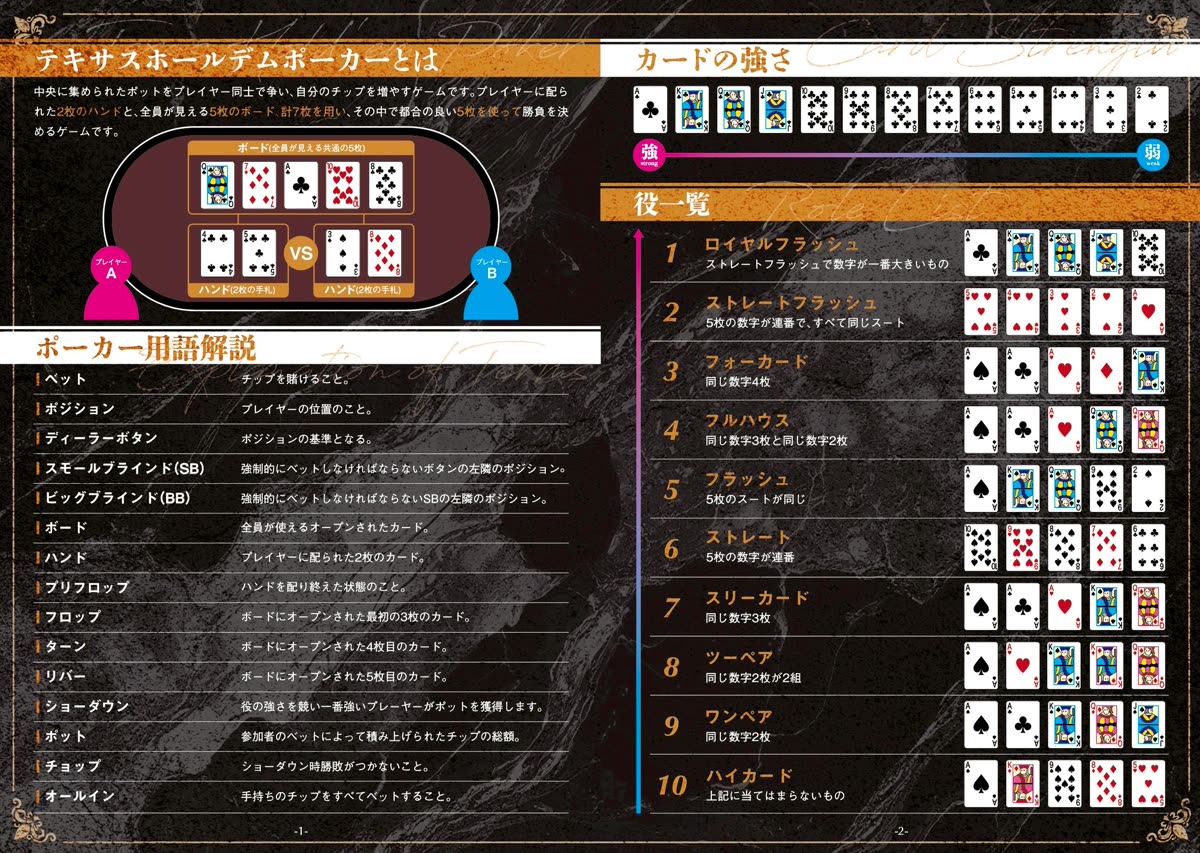 テキサスホールデムポーカーとは
中央に集められたポットをプレイヤー同士で争い、自分のチップを増やすゲームです。プレイヤーに配ら
れた2枚のハンドと、全員が見える5枚のボード 計7枚を用い、その中で都合の良い5枚を使って勝負を決
めるゲームです。
ボード(全員が見える共通の5枚)
プレイヤー
A
VS
プレイヤー
B
ハンド(2枚の手札)
ハンド(2枚の手札)
ポーカー用語解説
ベット
チップを賭けること。
ポジション
プレイヤーの位置のこと。
ディーラーボタン
ポジションの基準となる。
スモールブラインド(SB)
強制的にベットしなければならないボタンの左隣のポジション。
ビッグブラインド(BB)
強制的にベットしなければならないSBの左隣のポジション。
ボード
全員が使えるオープンされたカード。
ハンド
プレイヤーに配られた2枚のカード。
プリフロップ
ハンドを配り終えた状態のこと。
フロップ
ボードにオープンされた最初の3枚のカード。
ターン
ボードにオープンされた4枚目のカード。
リバー
ボードにオープンされた5枚目のカード。
ショーダウン
役の強さを競い一番強いプレーヤーがポットを獲得します。
ポット
参加者のベットによって積み上げられたチップの総額。
チョップ
ショーダウン時勝敗がつかないこと。
オールイン
手持ちのチップをすべてベットすること。
-1-
カードの強さ
Card Strength
強
strong
弱
weak
役一覧
Role List
1
ロイヤルフラッシュ
ストレートフラッシュで数字が一番大きいもの
2
ストレートフラッシュ
5枚の数字が連番で、すべて同じスート
3
フォーカード
同じ数字4枚
4
フルハウス
同じ数字3枚と同じ数字2枚
5
フラッシュ
5枚のスートが同じ
6
ストレート
5枚の数字が連番
7
スリーカード
同じ数字3枚
8
ツーペア
同じ数字2枚が2組
9
ワンペア
同じ数字2枚
10
ハイカード
上記に当てはまらないもの
-2-